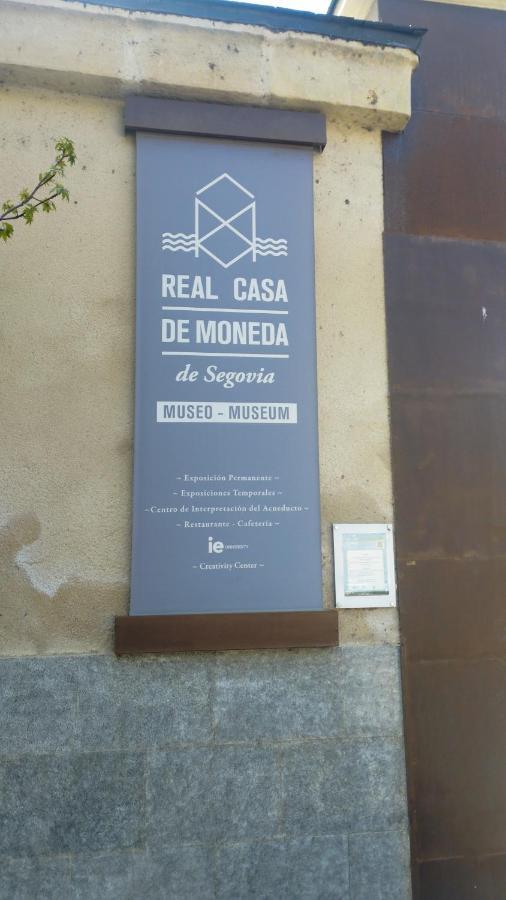 REAL CASA
DE MONEDA
de Segovia
MUSEO - MUSEUM
~ Exposición Permanente ~
~ Exposiciones Temporales ~
~ Centro de Interpretación del Acueducto ~
~ Restaurante - Cafetería ~
ie UNIVERSITY
~ Creativity Center ~